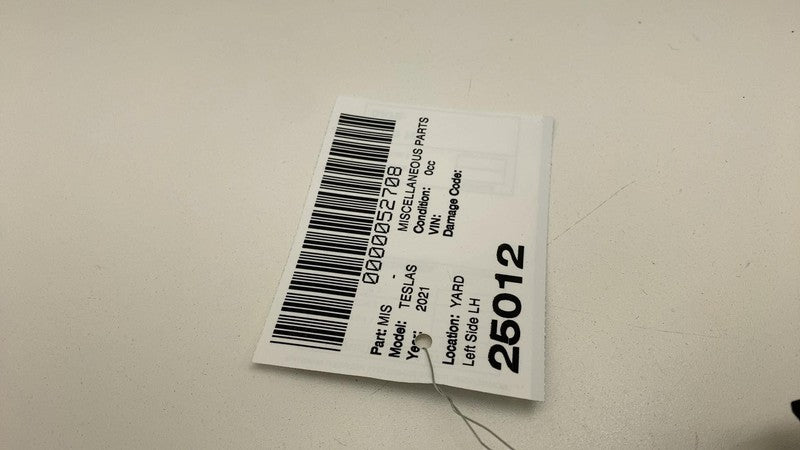 0000052708
Part: MIS - MISCELLANEOUS PARTS
Model: TESLAS Condition: 0cc
Year: 2021 VIN:
Damage Code:
Location: YARD
Left Side LH
25012